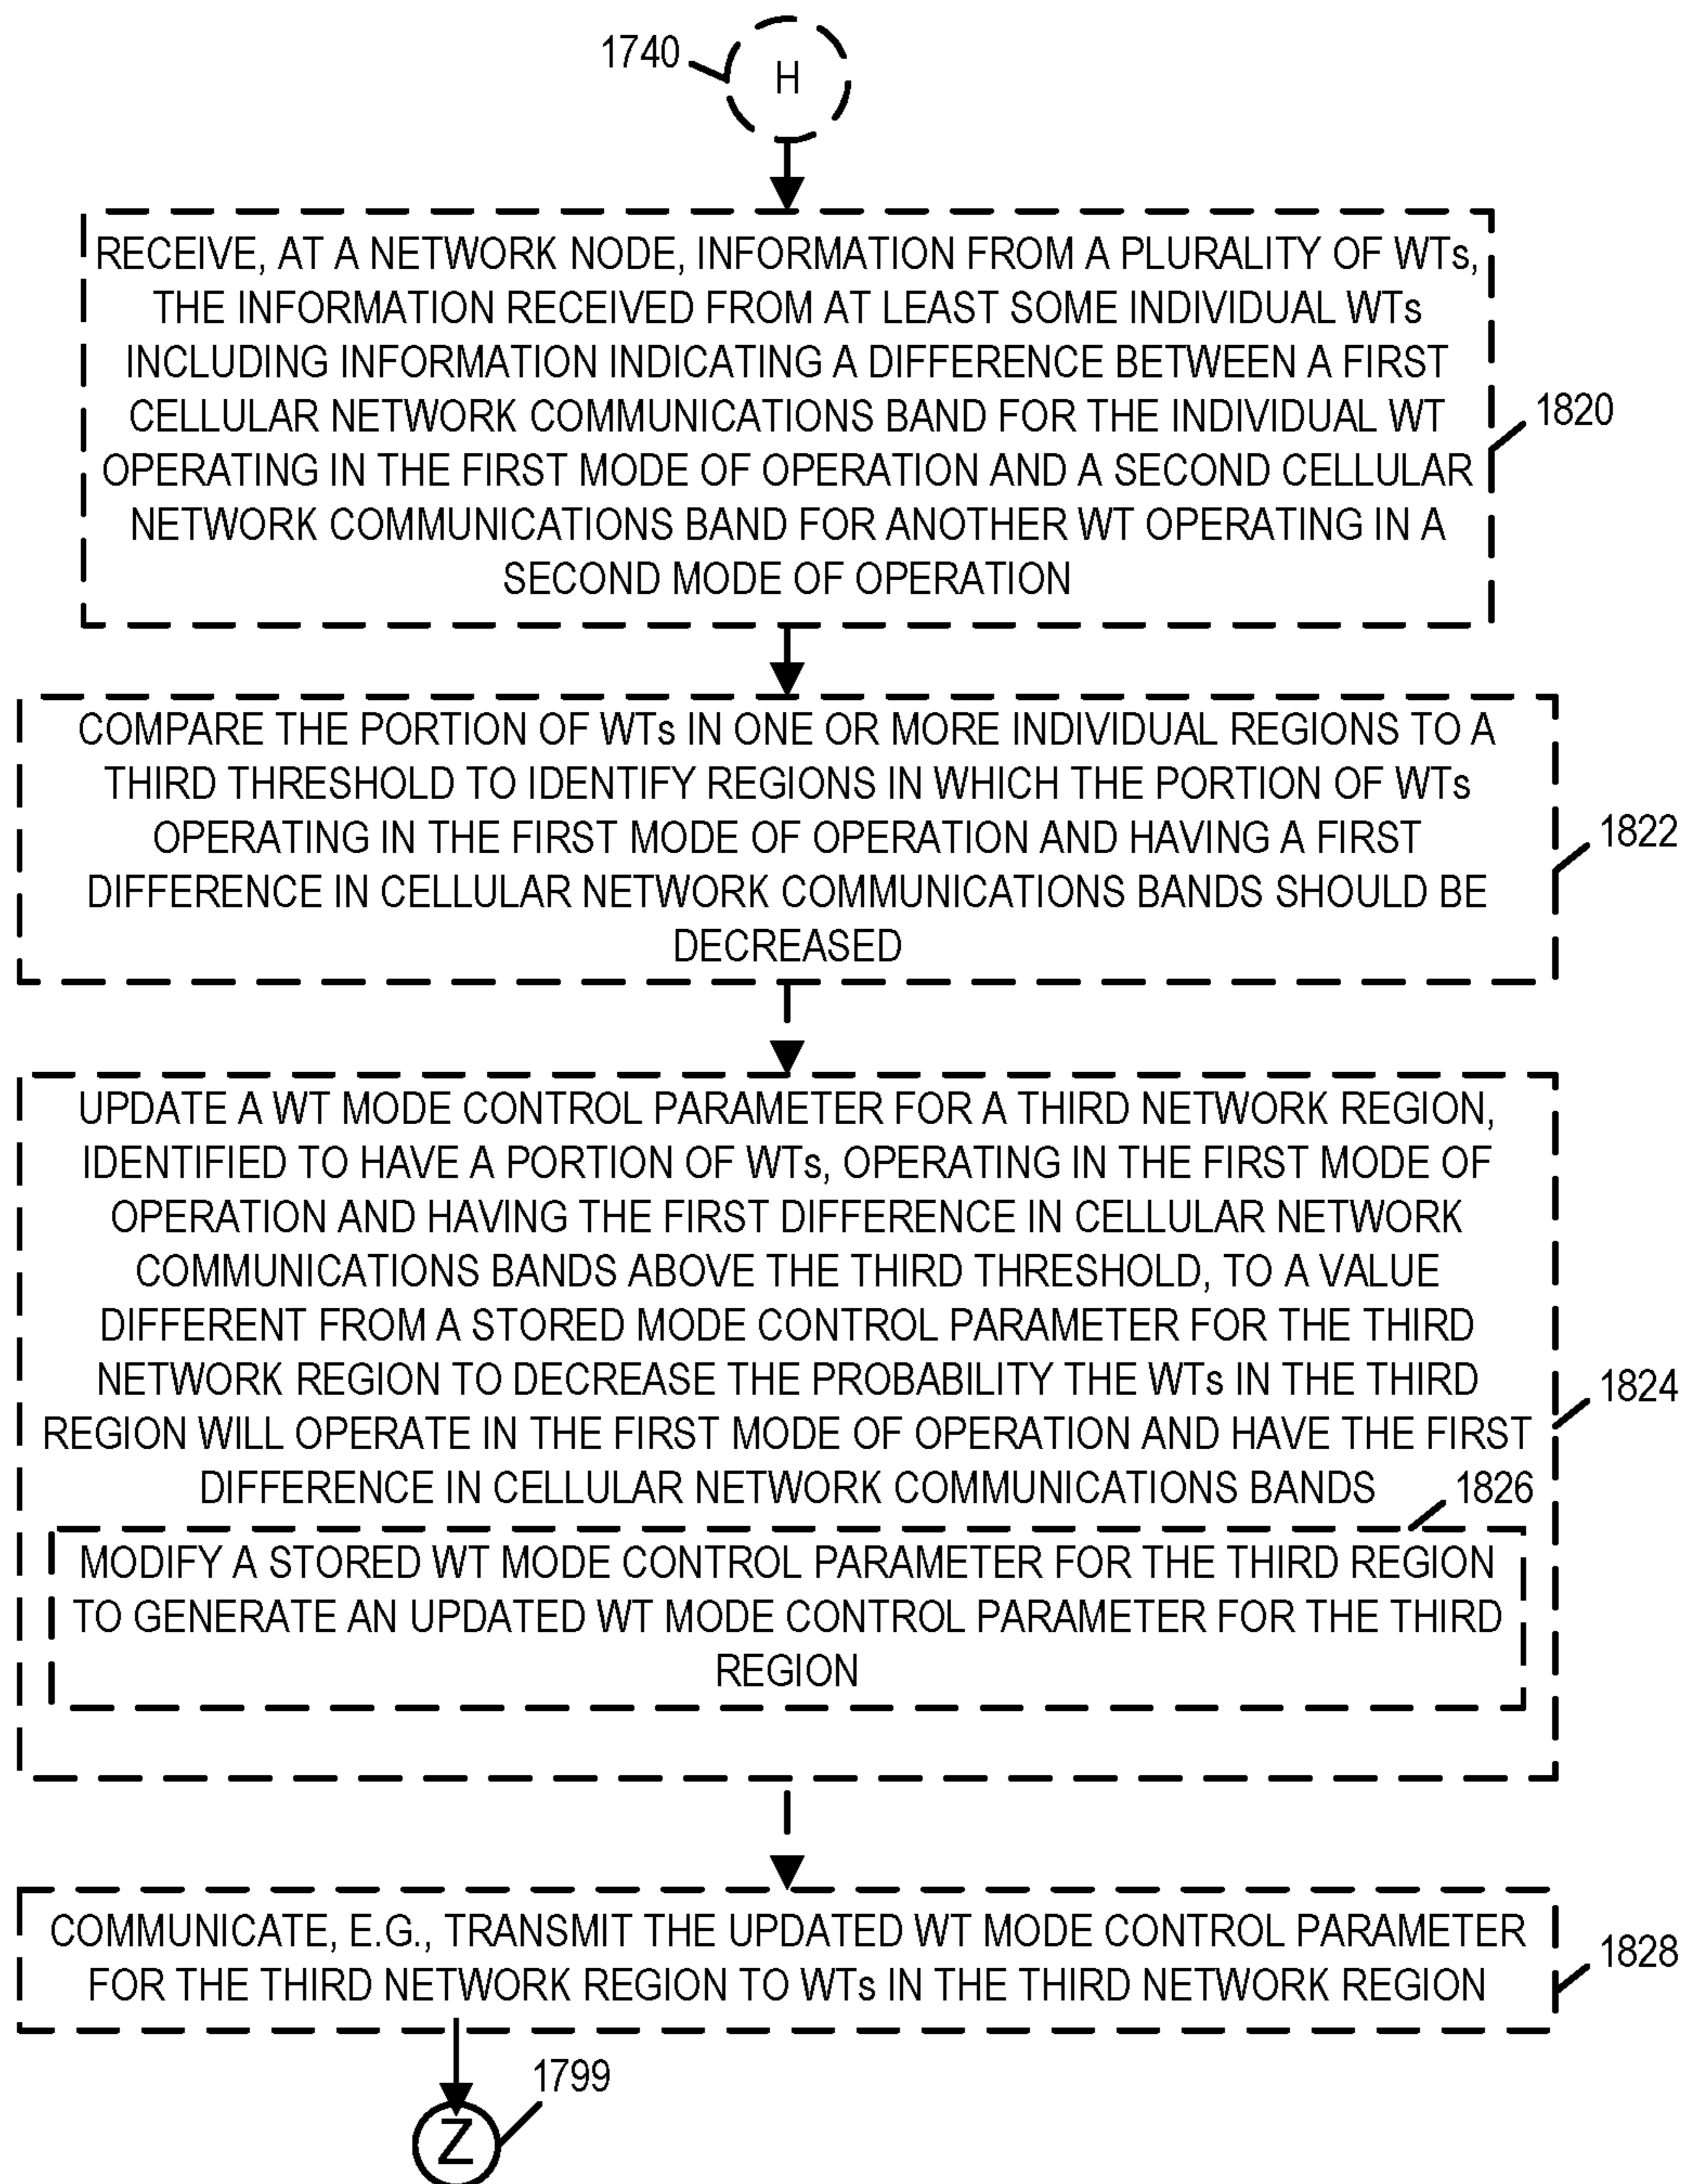 1740
H
RECEIVE, AT A NETWORK NODE, INFORMATION FROM A PLURALITY OF WTs,
THE INFORMATION RECEIVED FROM AT LEAST SOME INDIVIDUAL WTs
INCLUDING INFORMATION INDICATING A DIFFERENCE BETWEEN A FIRST
CELLULAR NETWORK COMMUNICATIONS BAND FOR THE INDIVIDUAL WT
OPERATING IN THE FIRST MODE OF OPERATION AND A SECOND CELLULAR
NETWORK COMMUNICATIONS BAND FOR ANOTHER WT OPERATING IN A
SECOND MODE OF OPERATION
1820
COMPARE THE PORTION OF WTs IN ONE OR MORE INDIVIDUAL REGIONS TO A
THIRD THRESHOLD TO IDENTIFY REGIONS IN WHICH THE PORTION OF WTs
OPERATING IN THE FIRST MODE OF OPERATION AND HAVING A FIRST
DIFFERENCE IN CELLULAR NETWORK COMMUNICATIONS BANDS SHOULD BE
DECREASED
1822
UPDATE A WT MODE CONTROL PARAMETER FOR A THIRD NETWORK REGION,
IDENTIFIED TO HAVE A PORTION OF WTs, OPERATING IN THE FIRST MODE OF
OPERATION AND HAVING THE FIRST DIFFERENCE IN CELLULAR NETWORK
COMMUNICATIONS BANDS ABOVE THE THIRD THRESHOLD, TO A VALUE
DIFFERENT FROM A STORED MODE CONTROL PARAMETER FOR THE THIRD
NETWORK REGION TO DECREASE THE PROBABILITY THE WTs IN THE THIRD
REGION WILL OPERATE IN THE FIRST MODE OF OPERATION AND HAVE THE FIRST
DIFFERENCE IN CELLULAR NETWORK COMMUNICATIONS BANDS
1824
1826
MODIFY A STORED WT MODE CONTROL PARAMETER FOR THE THIRD REGION
TO GENERATE AN UPDATED WT MODE CONTROL PARAMETER FOR THE THIRD
REGION
COMMUNICATE, E.G., TRANSMIT THE UPDATED WT MODE CONTROL PARAMETER
FOR THE THIRD NETWORK REGION TO WTs IN THE THIRD NETWORK REGION
1828
1799
Z